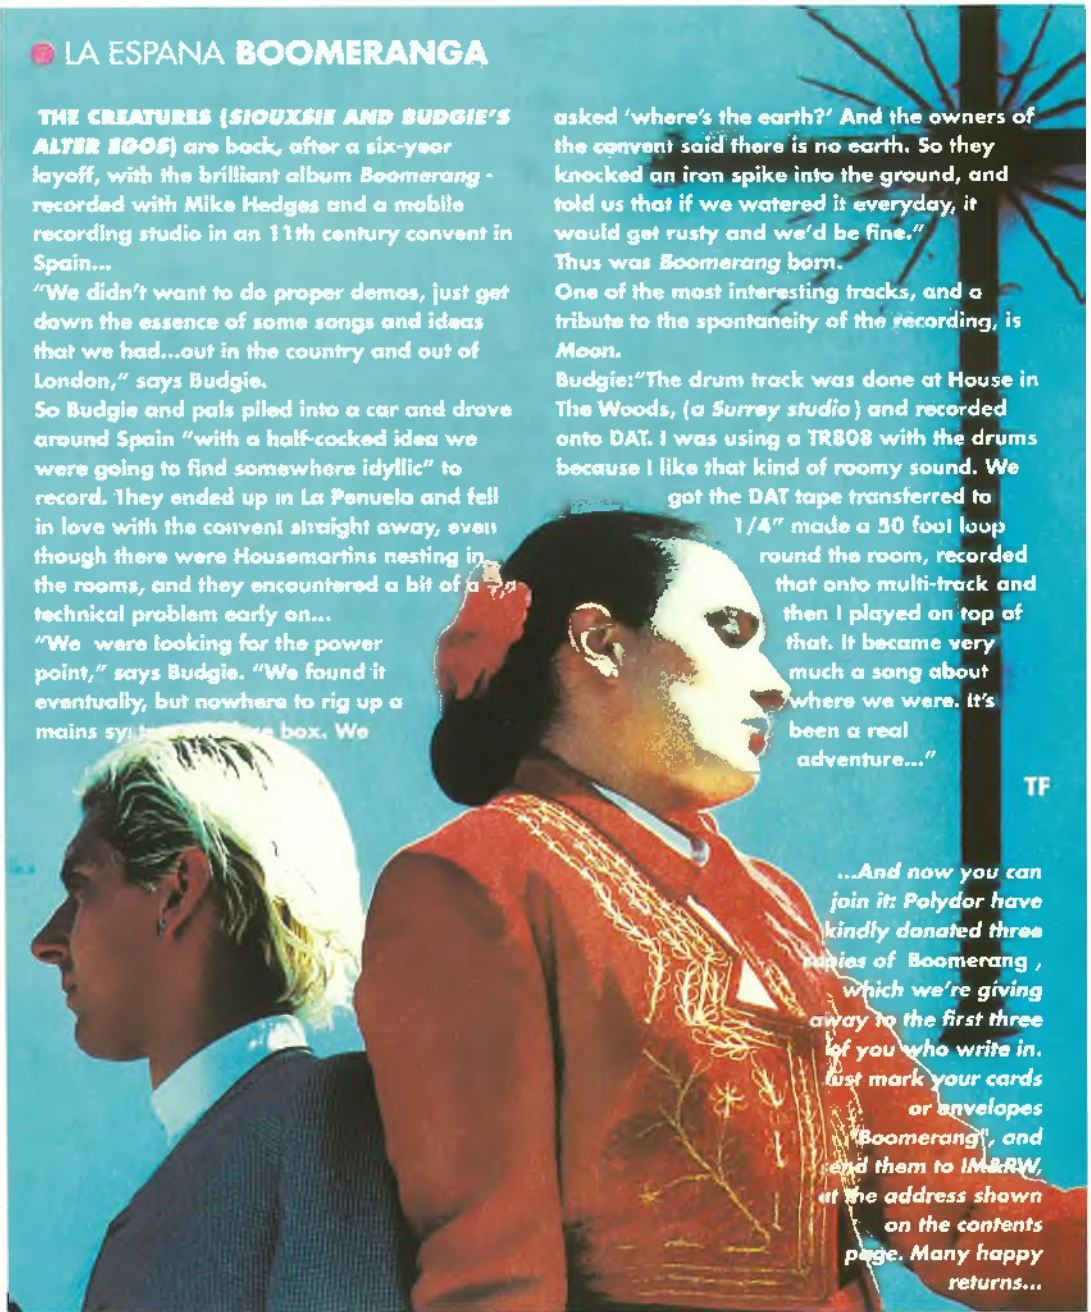 LA ESPANA BOOMERANGA
THE CREATURES (SIOUXSIE AND BUDGIE'S
ALTER EGOS) are back, after a six-year
layoff, with the brilliant album Boomerang -
recorded with Mike Hedges and a mobile
recording studio in an 11th century convent in
Spain...
"We didn't want to do proper demos, just get
down the essence of some songs and ideas
that we had...out in the country and out of
London," says Budgie.
So Budgie and pals piled into a car and drove
around Spain "with a half-cocked idea we
were going to find somewhere idyllic" to
record. They ended up in La Penuela and fell
in love with the convent straight away, even
though there were Housemartins nesting in
the rooms, and they encountered a bit of a
technical problem early on...
"We were looking for the power
point," says Budgie. "We found it
eventually, but nowhere to rig up a
mains box. We
asked 'where's the earth?' And the owners of
the convent said there is no earth. So they
knocked an iron spike into the ground, and
told us that if we watered it everyday, it
would get rusty and we'd be fine."
Thus was Boomerang born.
One of the most interesting tracks, and a
tribute to the spontaneity of the recording, is
Moon.
Budgie:"The drum track was done at House in
The Woods, (a Surrey studio) and recorded
onto DAT. I was using a TR808 with the drums
because I like that kind of roomy sound. We
got the DAT tape transferred to
1/4" made a 50 foot loop
round the room, recorded
that onto multi-track and
then I played on top of
that. It became very
much a song about
where we were. It's
been a real
adventure..."
TF
...And now you can
join it: Polydor have
kindly donated three
copies of Boomerang ,
which we're giving
away to the first three
of you who write in.
Just mark your cards
or envelopes
"Boomerang", and
send them to IM&RW,
at the address shown
on the contents
page. Many happy
returns...